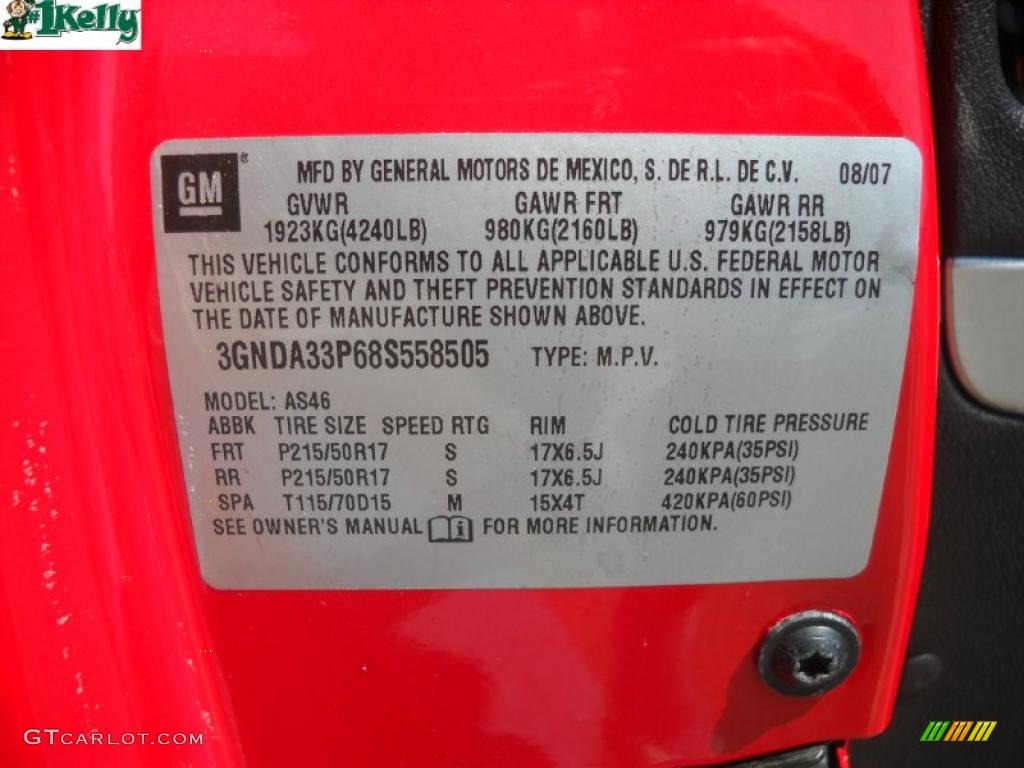 #1Kelly
GM
MFD BY GENERAL MOTORS DE MEXICO, S. DE R.L. DE C.V. 08/07
GVWR GAWR FRT GAWR RR
1923KG(4240LB) 980KG(2160LB) 979KG(2158LB)
THIS VEHICLE CONFORMS TO ALL APPLICABLE U.S. FEDERAL MOTOR
VEHICLE SAFETY AND THEFT PREVENTION STANDARDS IN EFFECT ON
THE DATE OF MANUFACTURE SHOWN ABOVE.
3GNDA33P68S558505 TYPE: M.P.V.
MODEL: AS46
ABBK TIRE SIZE SPEED RTG RIM COLD TIRE PRESSURE
FRT P215/50R17 S 17X6.5J 240KPA(35PSI)
RR P215/50R17 S 17X6.5J 240KPA(35PSI)
SPA T115/70D15 M 15X4T 420KPA(60PSI)
SEE OWNER'S MANUAL i FOR MORE INFORMATION.
GTCARLOT.COM